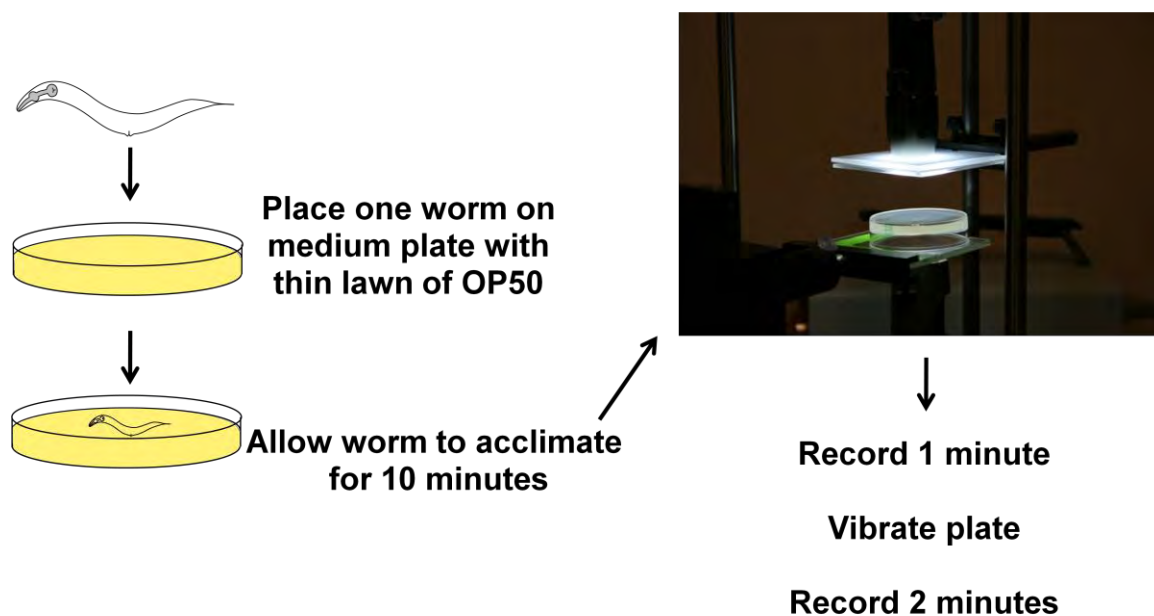 Place one worm on
medium plate with
thin lawn of OP50
Allow worm to acclimate
for 10 minutes
Record 1 minute
Vibrate plate
Record 2 minutes